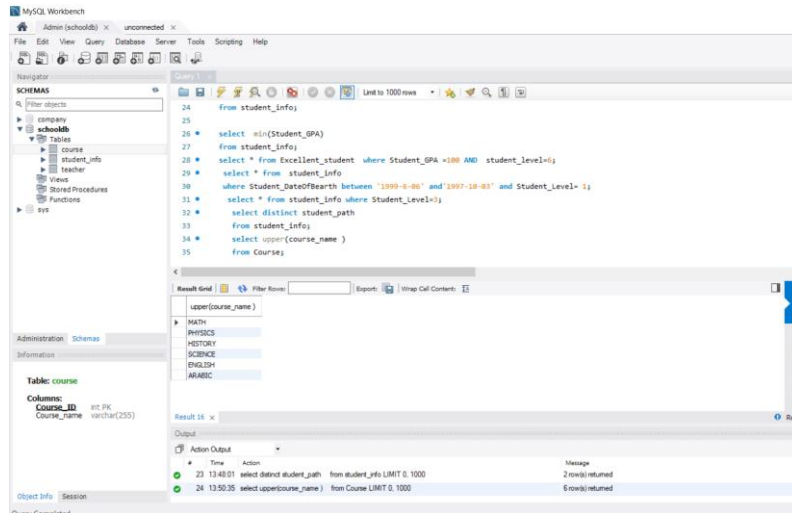 MySQL Workbench
Admin (schooldb) × unconnected ×
File Edit View Query Database Server Tools Scripting Help
Navigator
Query 1 ×
SCHEMAS
Filter objects
company
schooldb
Tables
course
student_info
teacher
Views
Stored Procedures
Functions
sys
Limit to 1000 rows
24 from student_info;
25
26 select min(Student_GPA)
27 from student_info;
28 select * from Excellent_student where Student_GPA =100 AND student_level=6;
29 select * from student_info
30 where Student_DateOfBearth between '1999-6-06' and'1997-10-03' and Student_Level= 1;
31 select * from student_info where Student_Level=3;
32 select distinct student_path
33 from student_info;
34 select upper(course_name )
35 from Course;
Result Grid Filter Rows: Export: Wrap Cell Content:
upper(course_name )
MATH
PHYSICS
HISTORY
SCIENCE
ENGLISH
ARABIC
Administration Schemas
Information
Table: course
Columns:
Course_ID int PK
Course_name varchar(255)
Result 16 ×
Output
Action Output
# Time Action Message
23 13:48:01 select distinct student_path from student_info LIMIT 0, 1000 2 row(s) returned
24 13:50:35 select upper(course_name ) from Course LIMIT 0, 1000 6 row(s) returned
Object Info Session
Query Completed